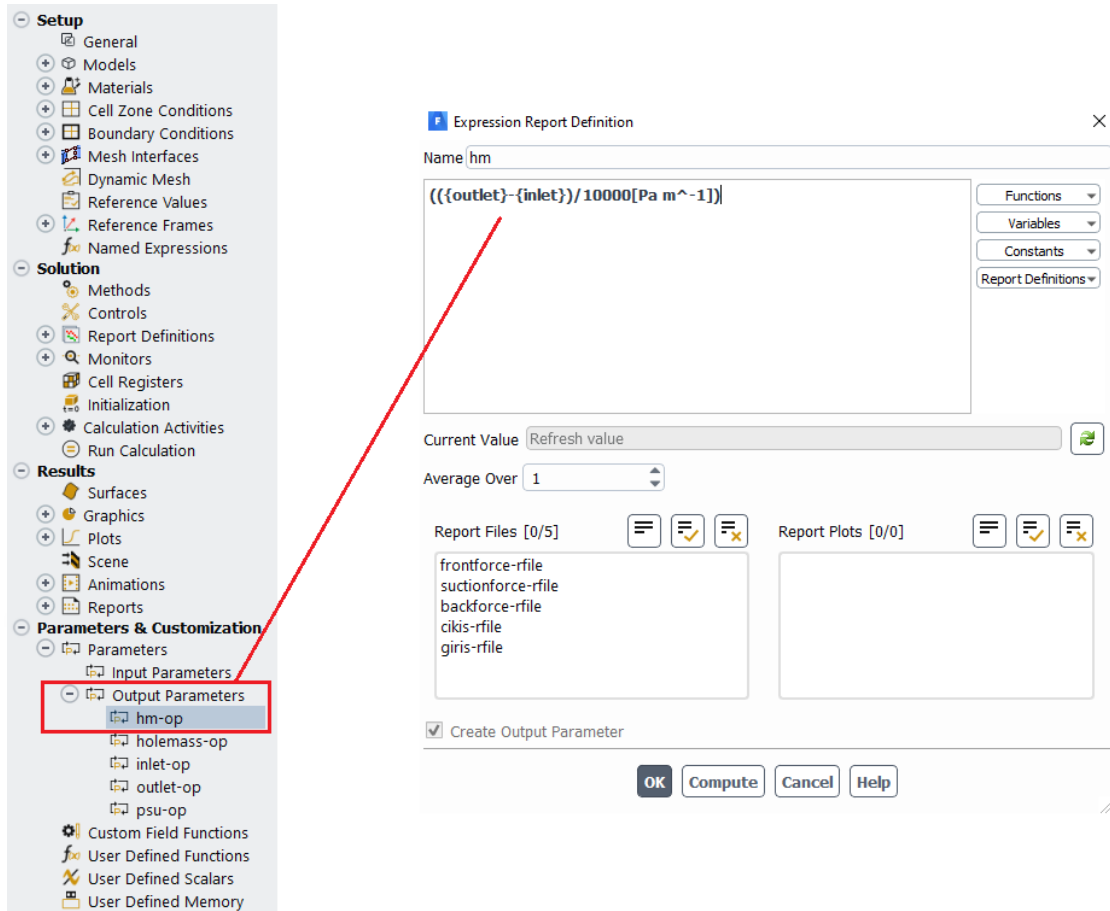 Setup
General
Models
Materials
Cell Zone Conditions
Boundary Conditions
Mesh Interfaces
Dynamic Mesh
Reference Values
Reference Frames
Named Expressions
Solution
Methods
Controls
Report Definitions
Monitors
Cell Registers
Initialization
Calculation Activities
Run Calculation
Results
Surfaces
Graphics
Plots
Scene
Animations
Reports
Parameters & Customization
Parameters
Input Parameters
Output Parameters
hm-op
holemass-op
inlet-op
outlet-op
psu-op
Custom Field Functions
User Defined Functions
User Defined Scalars
User Defined Memory
Expression Report Definition
Name hm
(({outlet}-{inlet})/10000[Pa m^-1])
Functions
Variables
Constants
Report Definitions
Current Value Refresh value
Average Over 1
Report Files [0/5]
frontforce-rfile
suctionforce-rfile
backforce-rfile
cikis-rfile
giris-rfile
Report Plots [0/0]
Create Output Parameter
OK Compute Cancel Help